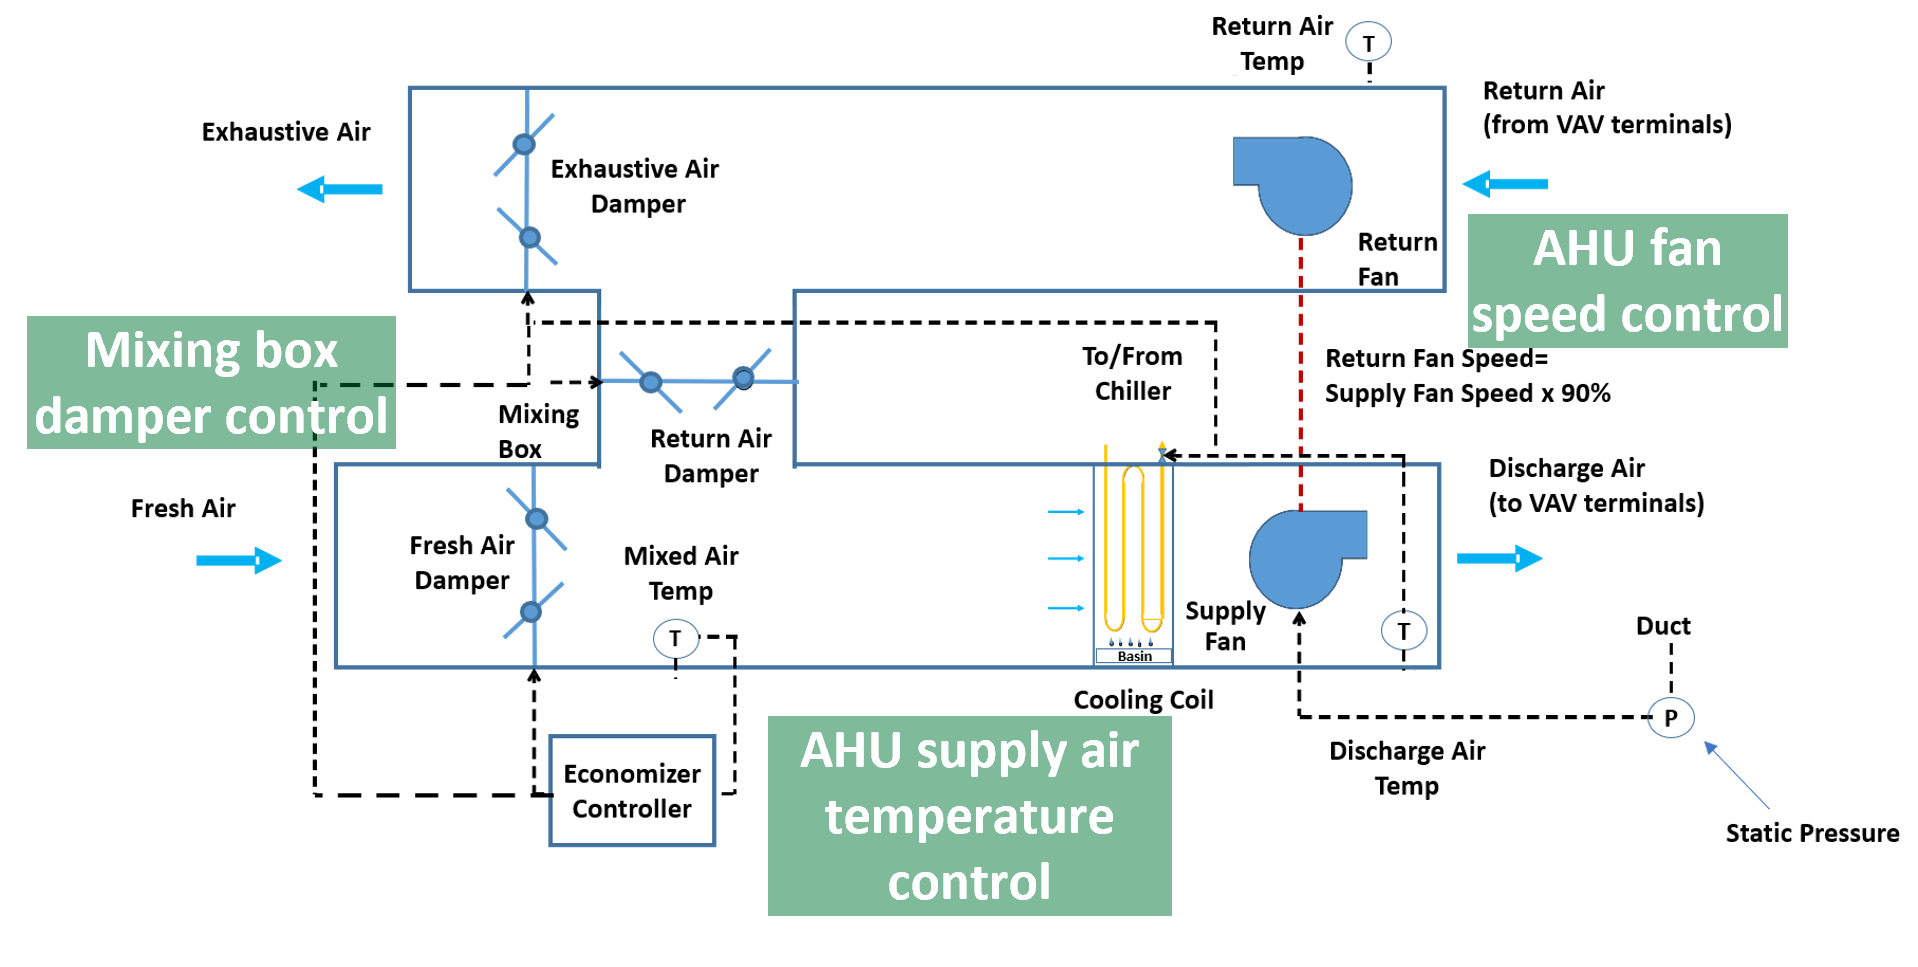 Return Air
Temp
T
Return Air
(from VAV terminals)
Exhaustive Air
Exhaustive Air
Damper
Return
Fan
AHU fan
speed control
Mixing box
damper control
To/From
Chiller
Return Fan Speed=
Supply Fan Speed x 90%
Mixing
Box
Return Air
Damper
Discharge Air
(to VAV terminals)
Fresh Air
Fresh Air
Damper
Mixed Air
Temp
T
Supply
Fan
T
Basin
Duct
Cooling Coil
P
AHU supply air
temperature
control
Discharge Air
Temp
Economizer
Controller
Static Pressure